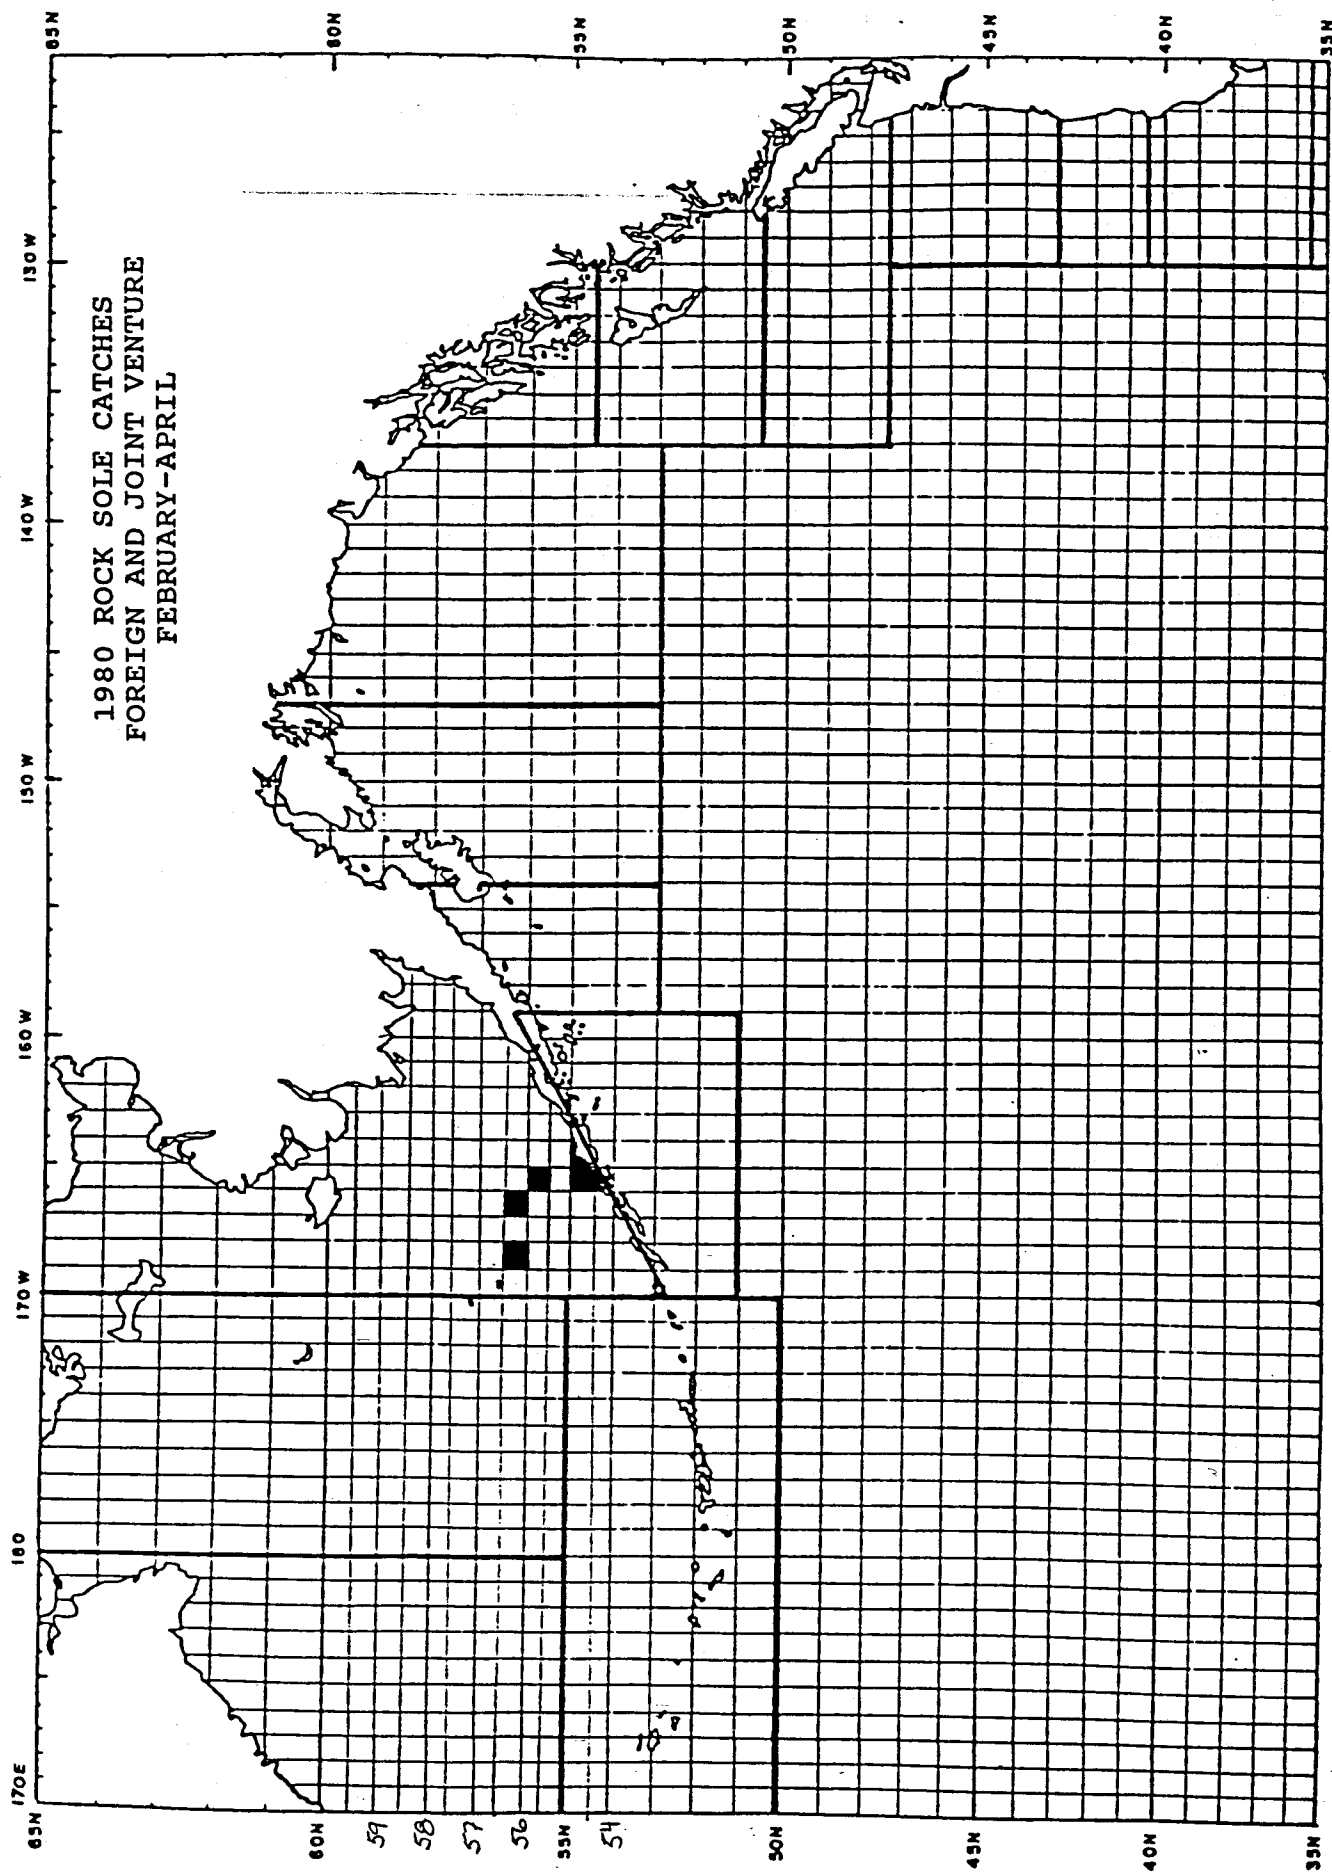 1980 ROCK SOLE CATCHES
FOREIGN AND JOINT VENTURE
FEBRUARY-APRIL
65N
60N
55N
50N
45N
40N
35N
170E
180
170W
160W
150W
140W
130W
65N
60N
59
58
57
56
55N
54
50N
45N
40N
35N